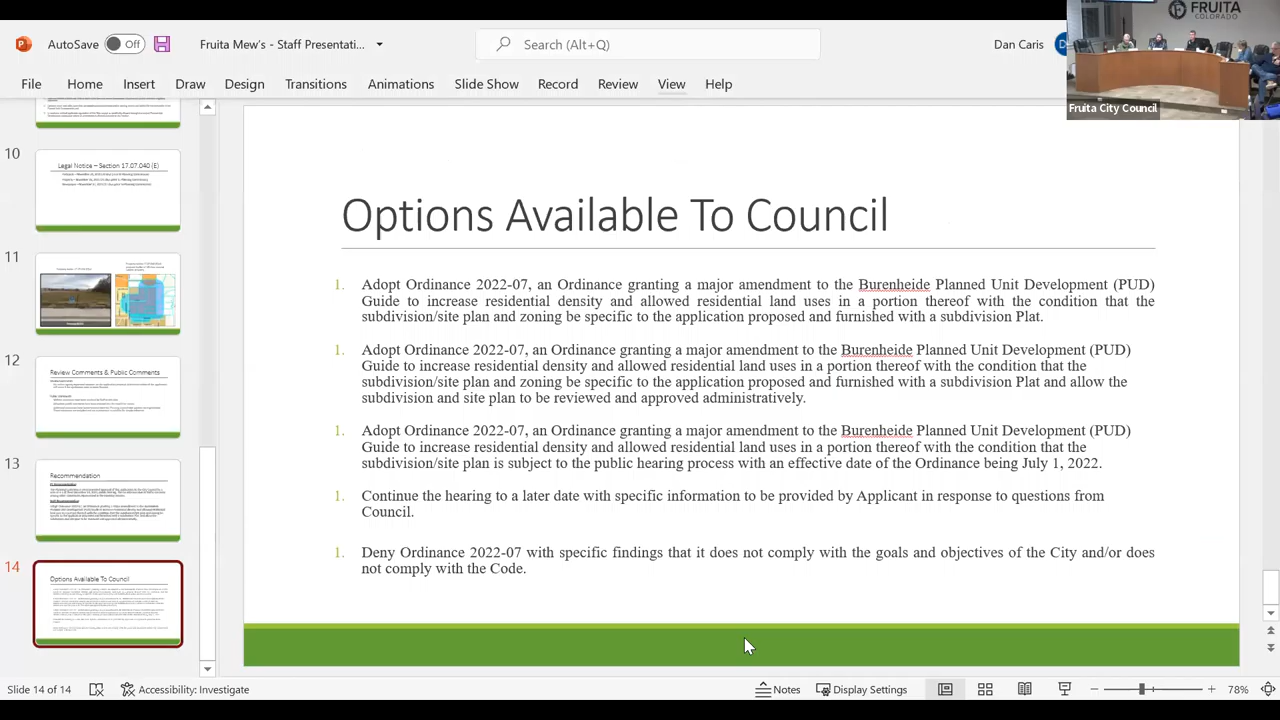 FRUITA
COLORADO
AutoSave Off Fruita Mew's - Staff Presentati... Search (Alt+Q) Dan Caris
File Home Insert Draw Design Transitions Animations Slide Show Record Review View Help
Fruita City Council
10
Legal Notice – Section 17.07.040 (E)
11
12
Review Comments & Public Comments
13
Recommendation
14
Options Available To Council
Options Available To Council
1. Adopt Ordinance 2022-07, an Ordinance granting a major amendment to the Burenheide Planned Unit Development (PUD)
Guide to increase residential density and allowed residential land uses in a portion thereof with the condition that the
subdivision/site plan and zoning be specific to the application proposed and furnished with a subdivision Plat.
1. Adopt Ordinance 2022-07, an Ordinance granting a major amendment to the Burenheide Planned Unit Development (PUD)
Guide to increase residential density and allowed residential land uses in a portion thereof with the condition that the
subdivision/site plan and zoning be specific to the application proposed and furnished with a subdivision Plat and allow the
subdivision and site plan to be reviewed and approved administratively.
1. Adopt Ordinance 2022-07, an Ordinance granting a major amendment to the Burenheide Planned Unit Development (PUD)
Guide to increase residential density and allowed residential land uses in a portion thereof with the condition that the
subdivision/site plan is subject to the public hearing process with an effective date of the Ordinance being July 1, 2022.
1. Continue the hearing to a later date with specific information to be provided by Applicant in response to questions from
Council.
1. Deny Ordinance 2022-07 with specific findings that it does not comply with the goals and objectives of the City and/or does
not comply with the Code.
Slide 14 of 14 Accessibility: Investigate Notes Display Settings 78%